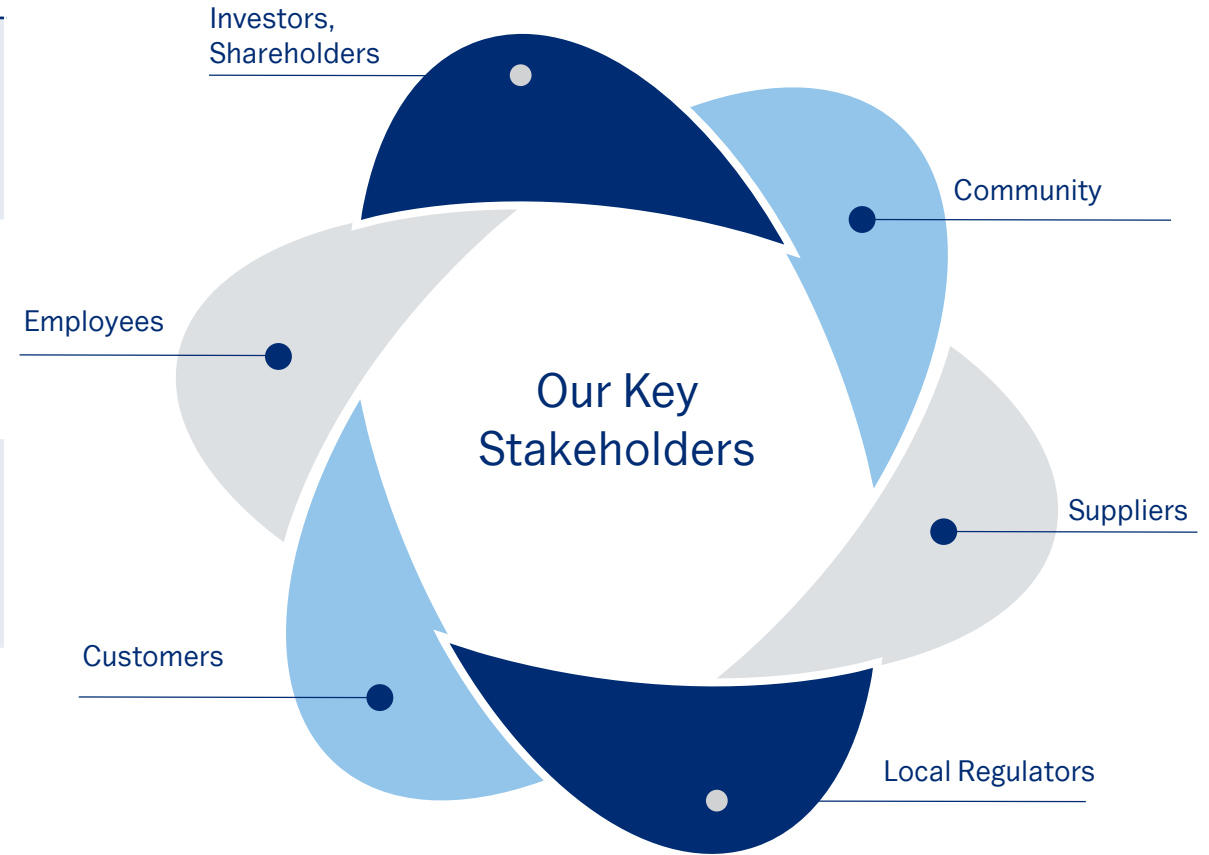 Investors,
Shareholders
Community
Employees
Our Key
Stakeholders
Suppliers
Customers
Local Regulators